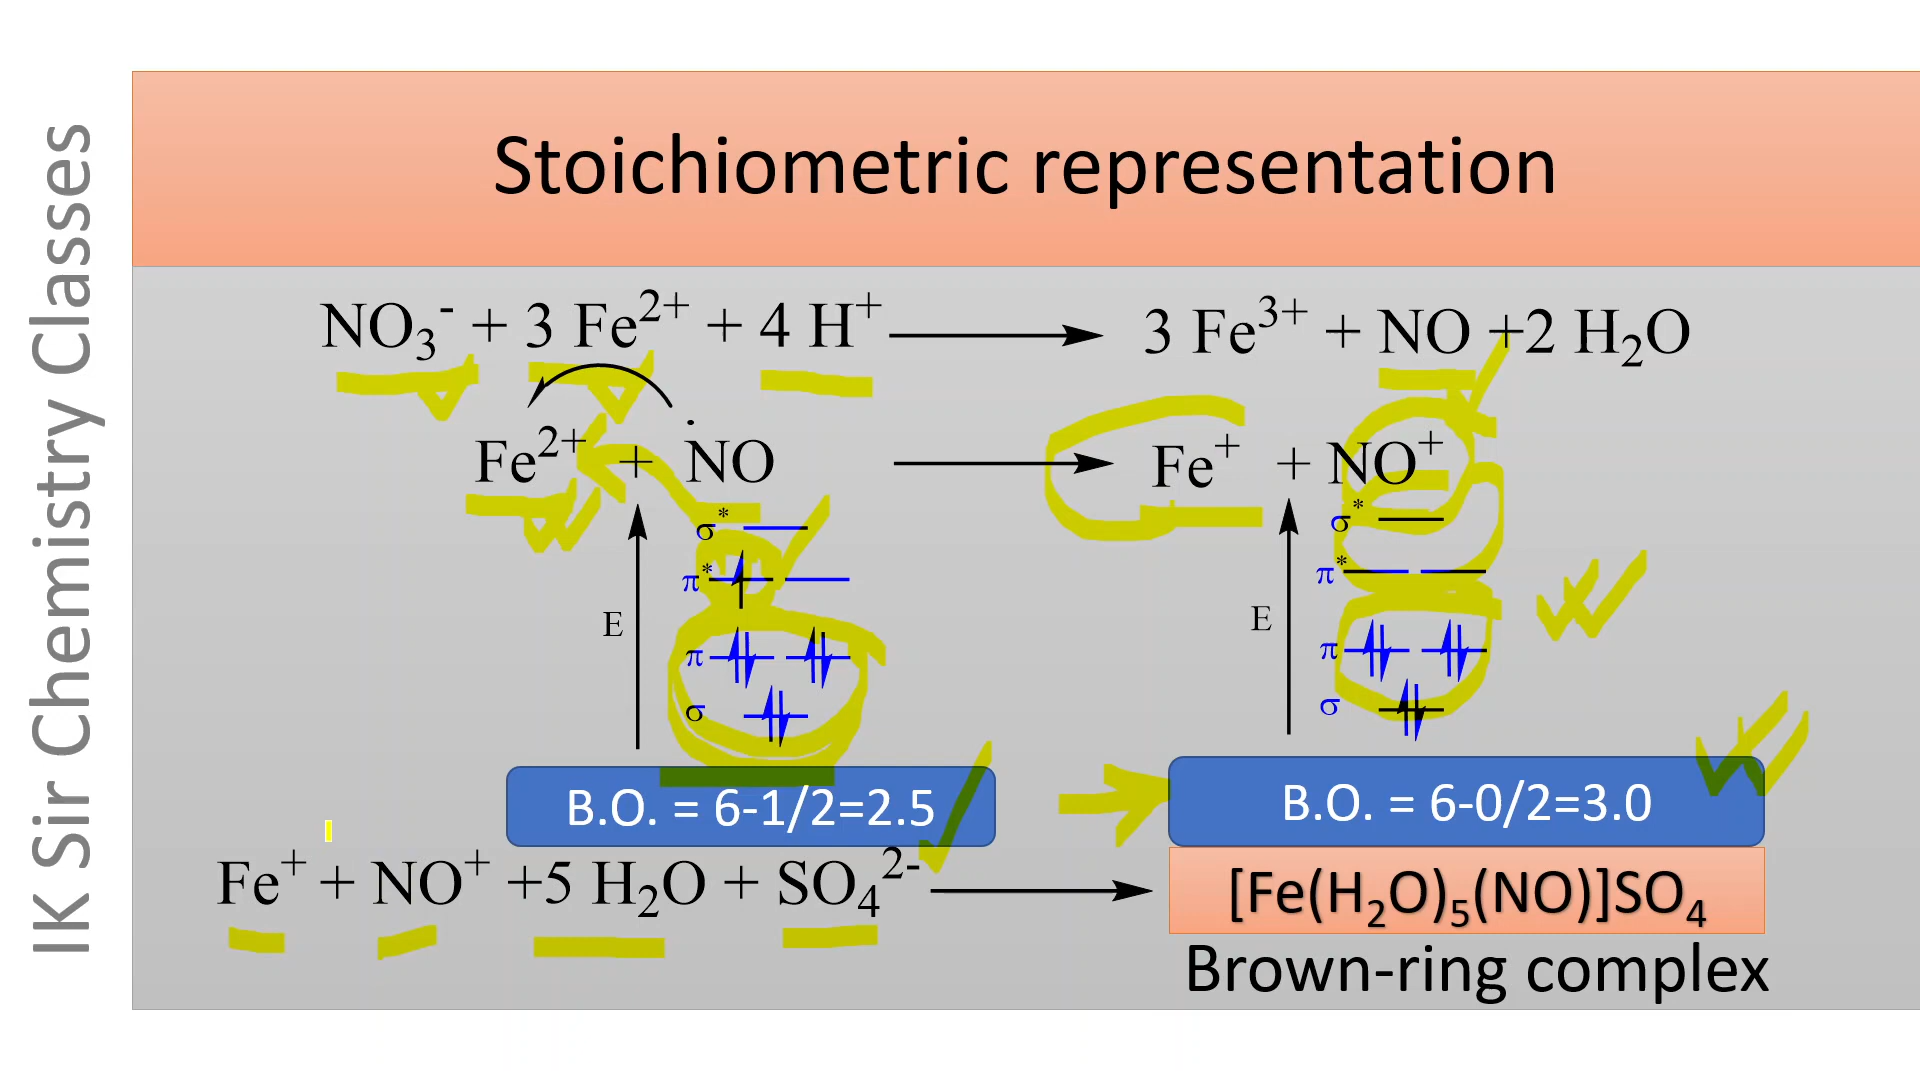 IK Sir Chemistry Classes
Stoichiometric representation
NO₃⁻ + 3 Fe²⁺ + 4 H⁺ ⟶ 3 Fe³⁺ + NO +2 H₂O
Fe²⁺ + ṄO ⟶ Fe⁺ + NO⁺
σ*
π*
E
π
σ
σ*
π*
E
π
σ
B.O. = 6-1/2=2.5
B.O. = 6-0/2=3.0
Fe⁺ + NO⁺ +5 H₂O + SO₄²⁻ ⟶ [Fe(H₂O)₅(NO)]SO₄
Brown-ring complex